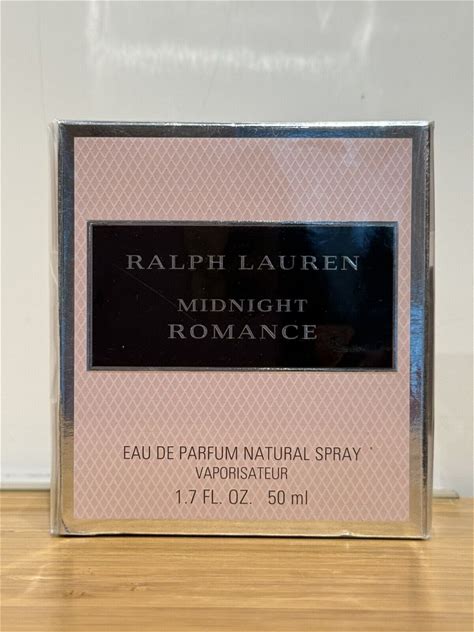 RALPH LAUREN
MIDNIGHT
ROMANCE
EAU DE PARFUM NATURAL SPRAY
VAPORISATEUR
1.7 FL. OZ. 50 ml